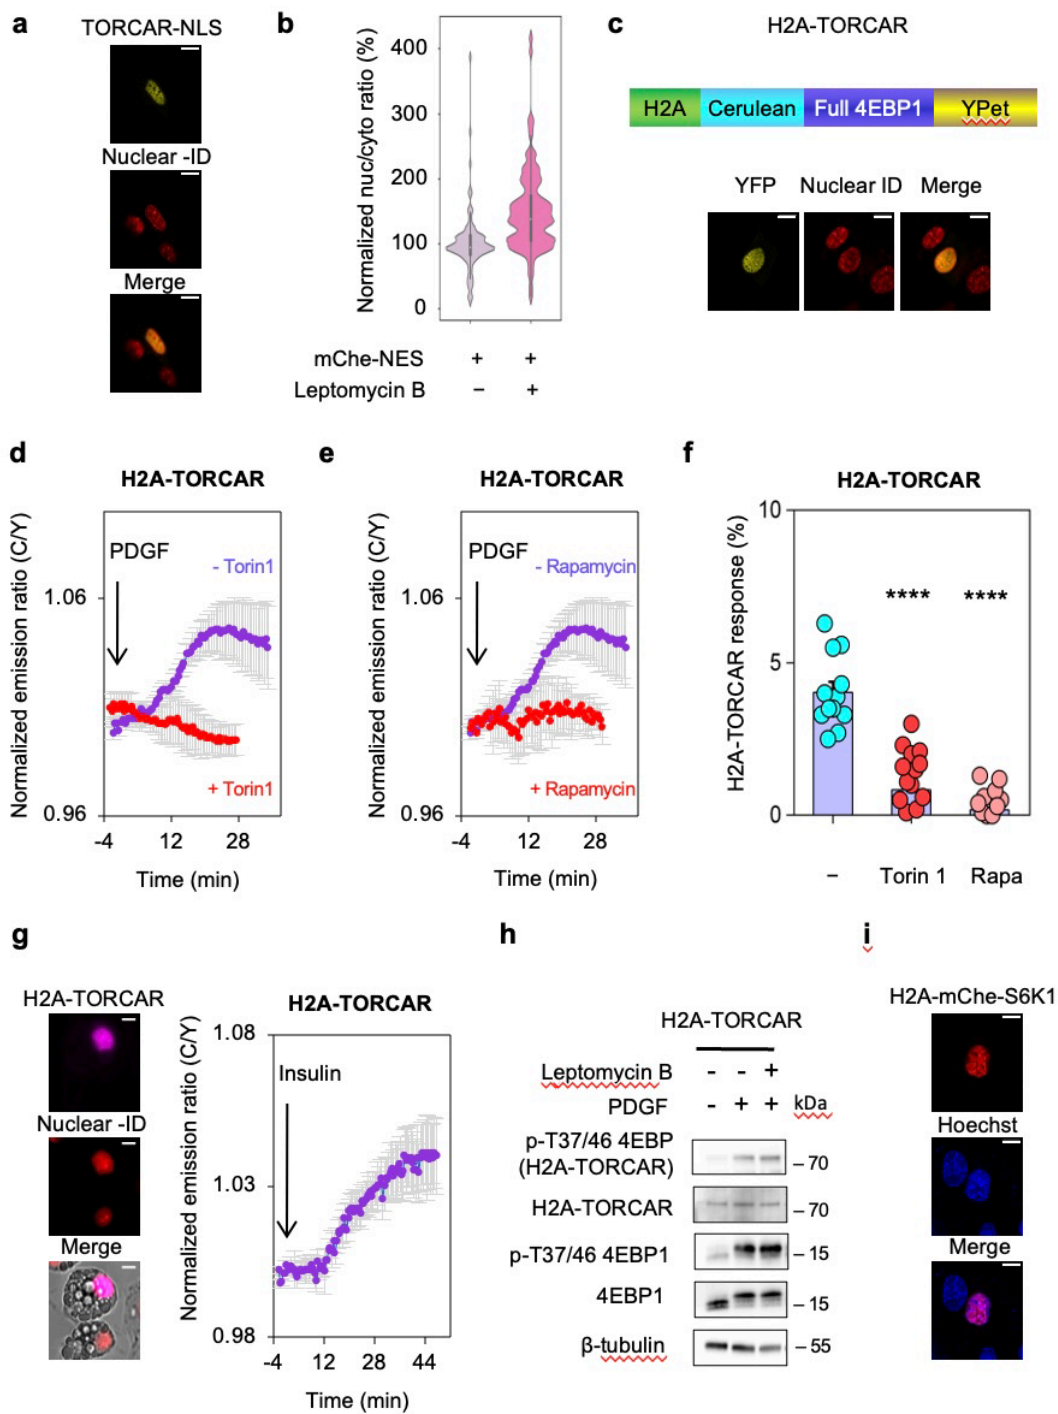 a
TORCAR-NLS
Nuclear -ID
Merge
b
Normalized nuc/cyto ratio (%)
400
300
200
100
0
mChe-NES + +
Leptomycin B − +
c
H2A-TORCAR
H2A Cerulean Full 4EBP1 YPet
YFP Nuclear ID Merge
d
H2A-TORCAR
Normalized emission ratio (C/Y)
PDGF
- Torin1
1.06
+ Torin1
0.96
-4 12 28
Time (min)
e
H2A-TORCAR
Normalized emission ratio (C/Y)
PDGF
- Rapamycin
1.06
+ Rapamycin
0.96
-4 12 28
Time (min)
f
H2A-TORCAR
H2A-TORCAR response (%)
10
**** ****
5
0
− Torin 1 Rapa
g
H2A-TORCAR
Nuclear -ID
Merge
H2A-TORCAR
Normalized emission ratio (C/Y)
1.08
Insulin
1.03
0.98
-4 12 28 44
Time (min)
h
H2A-TORCAR
Leptomycin B - - +
PDGF - + + kDa
p-T37/46 4EBP
(H2A-TORCAR) – 70
H2A-TORCAR – 70
p-T37/46 4EBP1 – 15
4EBP1 – 15
β-tubulin – 55
i
H2A-mChe-S6K1
Hoechst
Merge